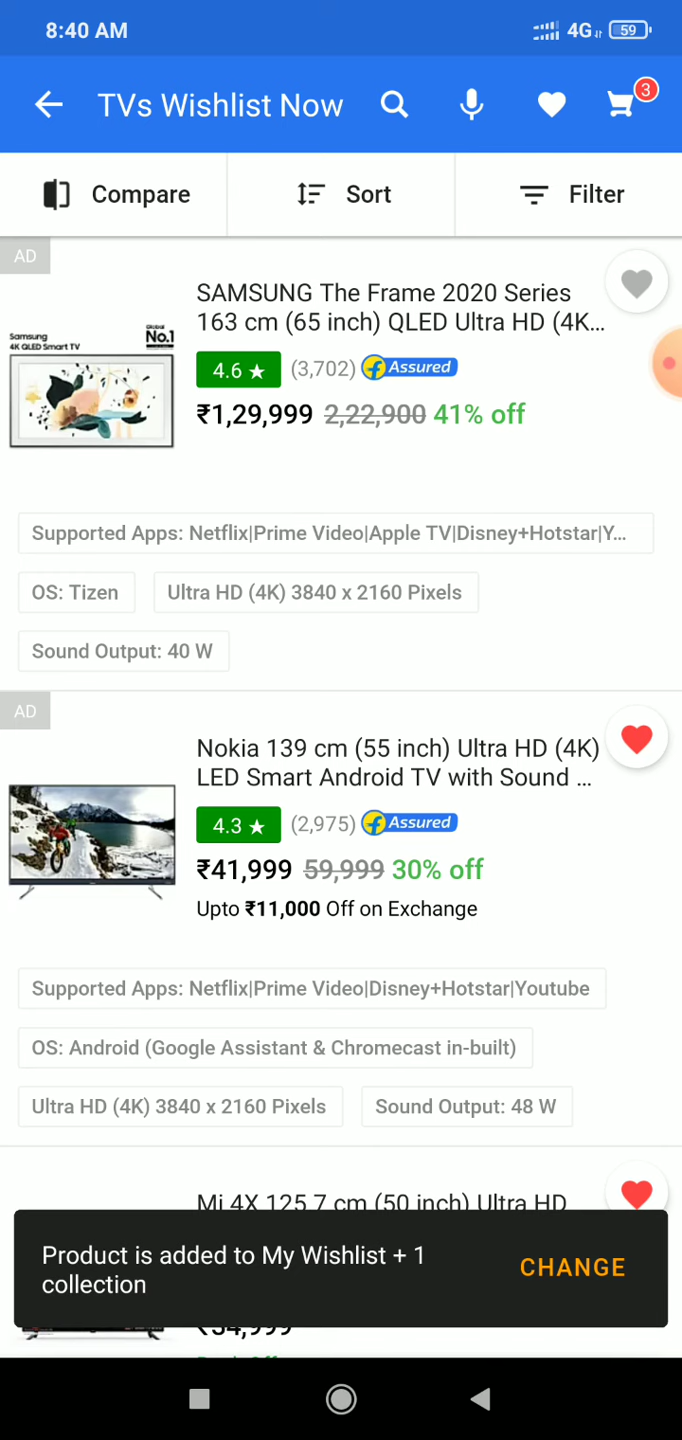 8:40 AM
4G 59
TVs Wishlist Now
3
Compare
Sort
Filter
AD
SAMSUNG The Frame 2020 Series
163 cm (65 inch) QLED Ultra HD (4K...
Samsung
4K QLED Smart TV
Global
No.1
4.6 ★ (3,702) Assured
₹1,29,999 2,22,900 41% off
Supported Apps: Netflix|Prime Video|Apple TV|Disney+Hotstar|Y...
OS: Tizen
Ultra HD (4K) 3840 x 2160 Pixels
Sound Output: 40 W
AD
Nokia 139 cm (55 inch) Ultra HD (4K)
LED Smart Android TV with Sound ...
4.3 ★ (2,975) Assured
₹41,999 59,999 30% off
Upto ₹11,000 Off on Exchange
Supported Apps: Netflix|Prime Video|Disney+Hotstar|Youtube
OS: Android (Google Assistant & Chromecast in-built)
Ultra HD (4K) 3840 x 2160 Pixels
Sound Output: 48 W
Mi 4X 125.7 cm (50 inch) Ultra HD
Product is added to My Wishlist + 1
collection
CHANGE
₹34,999